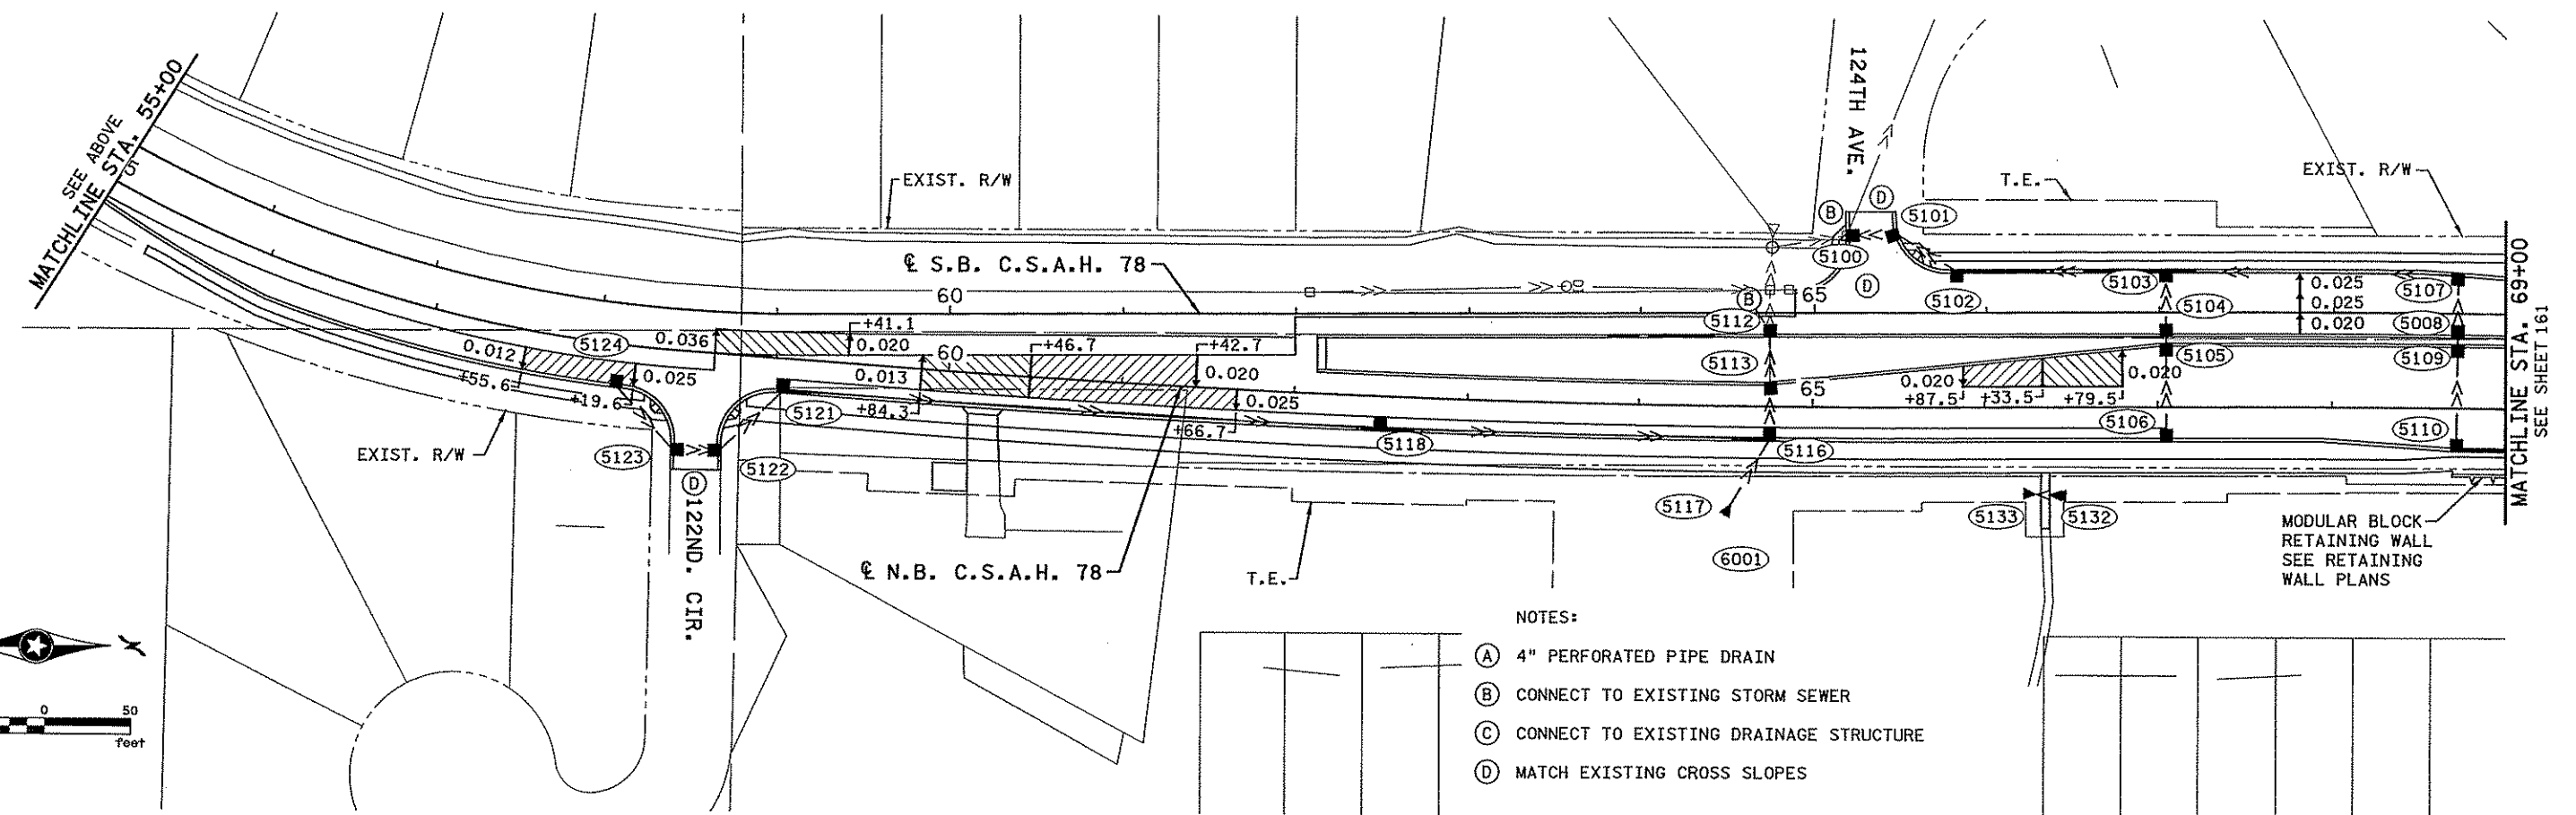 SEE ABOVE
MATCHLINE STA. 55+00
EXIST. R/W
124TH AVE.
T.E.
EXIST. R/W
B
D
5101
5100
℄ S.B. C.S.A.H. 78
60
B
65
D
5102
5103
5104
5107
0.025
0.025
0.020
5008
5112
5124
0.036
+41.1
0.020
0.012
+55.6
0.025
+19.6
60
+46.7
+42.7
0.013
0.020
5113
5105
5109
65
0.020
0.020
+87.5
+33.5
+79.5
5121
+84.3
0.025
+66.7
5118
5106
5110
EXIST. R/W
5123
5122
5116
D
122ND. CIR.
5117
5133
5132
MATCHLINE STA. 69+00
SEE SHEET 161
MODULAR BLOCK
RETAINING WALL
SEE RETAINING
WALL PLANS
℄ N.B. C.S.A.H. 78
T.E.
6001
NOTES:
A 4" PERFORATED PIPE DRAIN
B CONNECT TO EXISTING STORM SEWER
C CONNECT TO EXISTING DRAINAGE STRUCTURE
D MATCH EXISTING CROSS SLOPES
0 50
feet